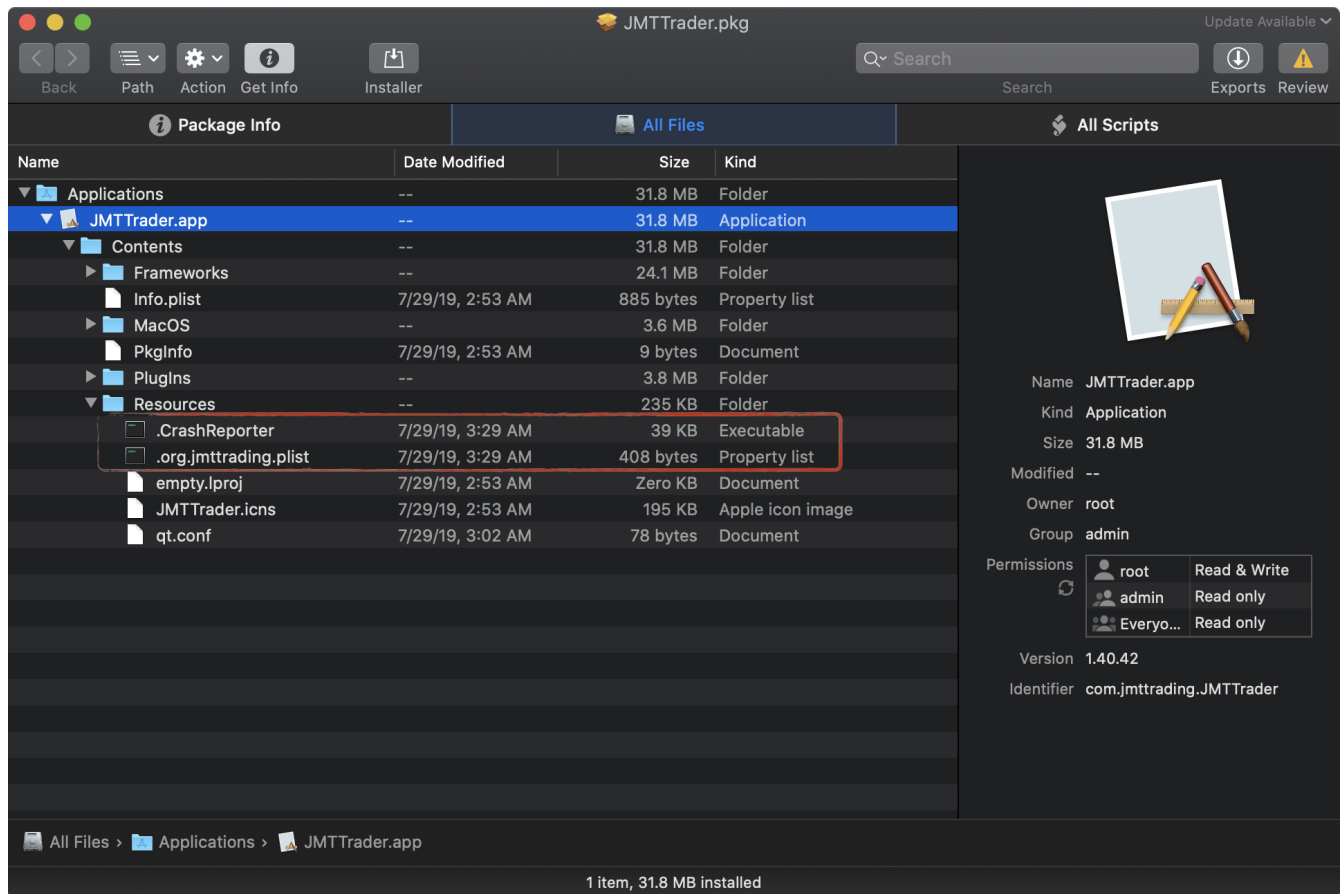 JMTTrader.pkg
Update Available
Search
Back Path Action Get Info Installer Search Exports Review
Package Info All Files All Scripts
Name Date Modified Size Kind
Applications -- 31.8 MB Folder
JMTTrader.app -- 31.8 MB Application
Contents -- 31.8 MB Folder
Frameworks -- 24.1 MB Folder
Info.plist 7/29/19, 2:53 AM 885 bytes Property list
MacOS -- 3.6 MB Folder
PkgInfo 7/29/19, 2:53 AM 9 bytes Document
PlugIns -- 3.8 MB Folder
Resources -- 235 KB Folder
.CrashReporter 7/29/19, 3:29 AM 39 KB Executable
.org.jmttrading.plist 7/29/19, 3:29 AM 408 bytes Property list
empty.lproj 7/29/19, 2:53 AM Zero KB Document
JMTTrader.icns 7/29/19, 2:53 AM 195 KB Apple icon image
qt.conf 7/29/19, 3:02 AM 78 bytes Document
Name JMTTrader.app
Kind Application
Size 31.8 MB
Modified --
Owner root
Group admin
Permissions
root Read & Write
admin Read only
Everyo... Read only
Version 1.40.42
Identifier com.jmttrading.JMTTrader
All Files › Applications › JMTTrader.app
1 item, 31.8 MB installed